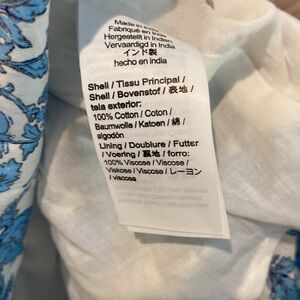 Made in India
Fabriqué en Inde
Hergestellt in Indien
Vervaardigd in India
インド製
hecho en india
Shell / Tissu Principal /
Shell / Bovenstof / 表地 /
tela exterior:
100% Cotton / Coton /
Baumwolle / Katoen / 綿 /
algodón
Lining / Doublure / Futter
/ Voering / 裏地 / forro:
100% Viscose / Viscose /
Viskose / Viscose / レーヨン
/ viscosa